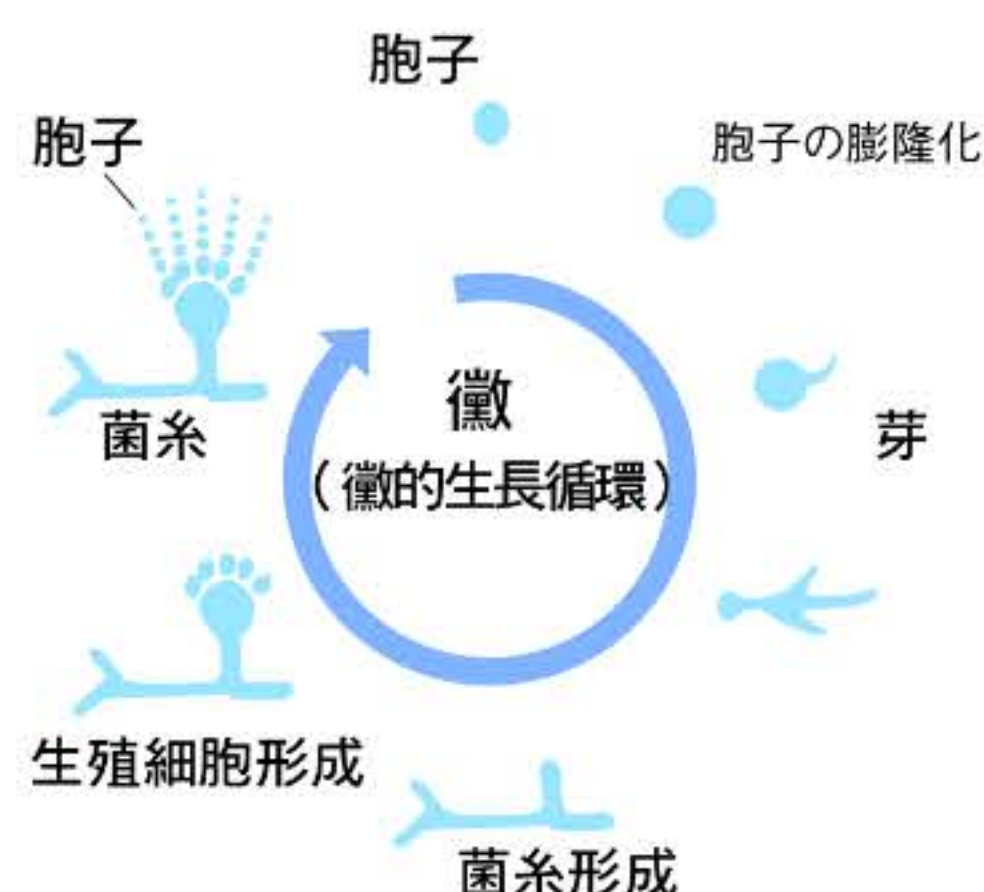 胞子
胞子
胞子の膨隆化
黴
（黴的生長循環）
菌糸
芽
生殖細胞形成
菌糸形成